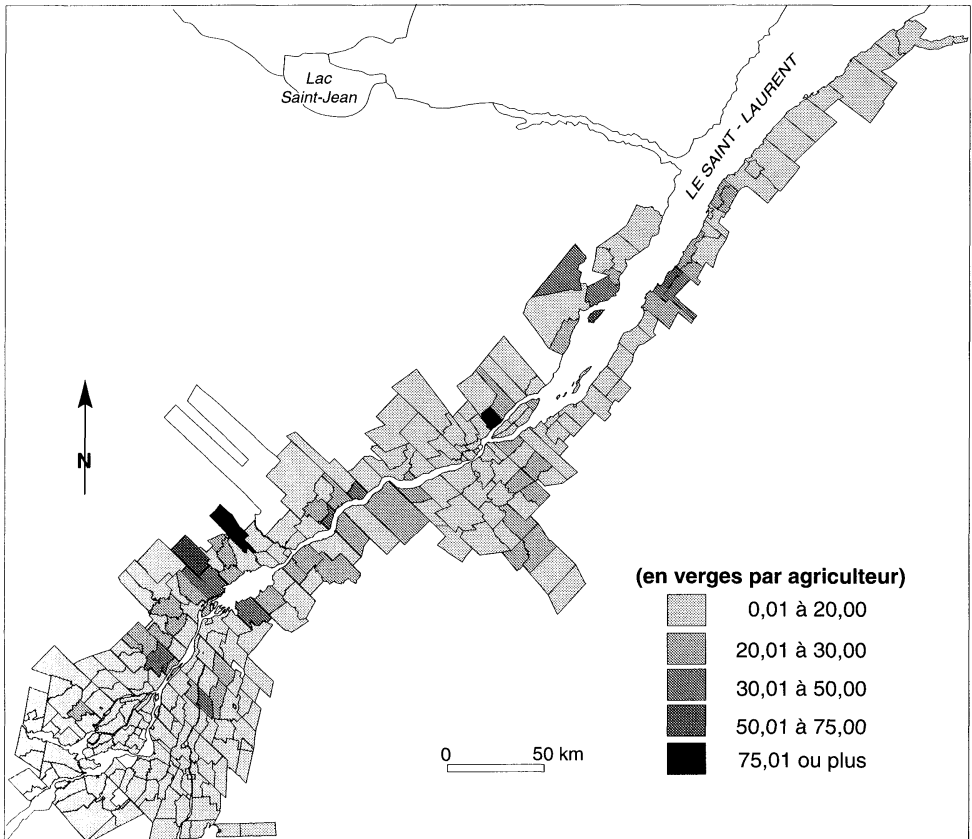 Lac
Saint-Jean
LE SAINT - LAURENT
N
(en verges par agriculteur)
0,01 à 20,00
20,01 à 30,00
30,01 à 50,00
50,01 à 75,00
75,01 ou plus
0 50 km